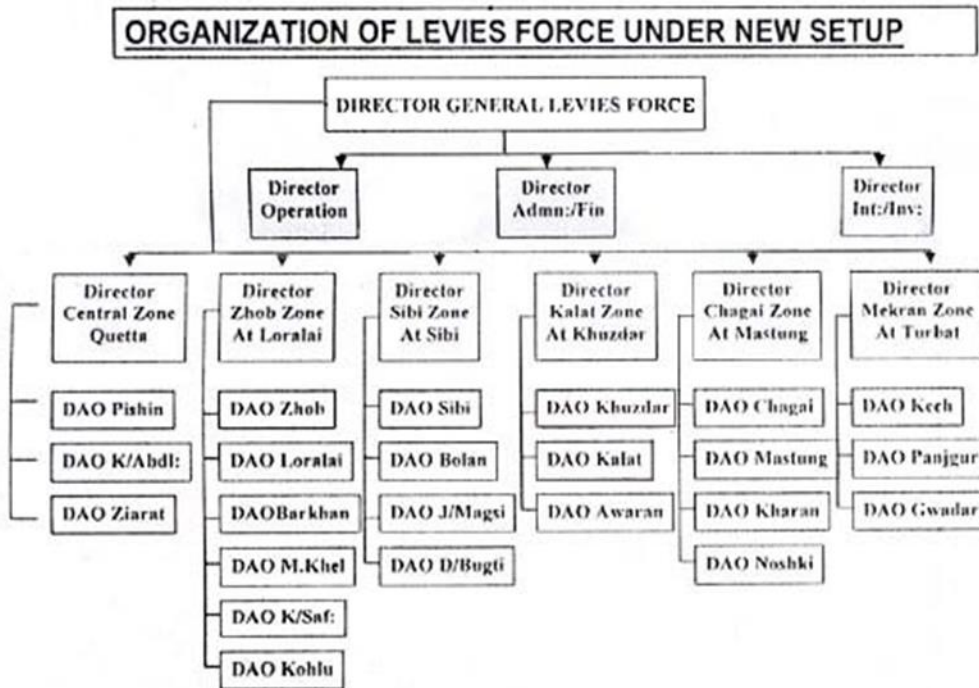 ORGANIZATION OF LEVIES FORCE UNDER NEW SETUP
DIRECTOR GENERAL LEVIES FORCE
Director
Operation
Director
Admn:/Fin
Director
Int:/Inv:
Director
Central Zone
Quetta
Director
Zhob Zone
At Loralai
Director
Sibi Zone
At Sibi
Director
Kalat Zone
At Khuzdar
Director
Chagai Zone
At Mastung
Director
Mekran Zone
At Turbat
DAO Pishin
DAO K/Abdl:
DAO Ziarat
DAO Zhob
DAO Loralai
DAOBarkhan
DAO M.Khel
DAO K/Saf:
DAO Kohlu
DAO Sibi
DAO Bolan
DAO J/Magsi
DAO D/Bugti
DAO Khuzdar
DAO Kalat
DAO Awaran
DAO Chagai
DAO Mastung
DAO Kharan
DAO Noshki
DAO Kech
DAO Panjgur
DAO Gwadar